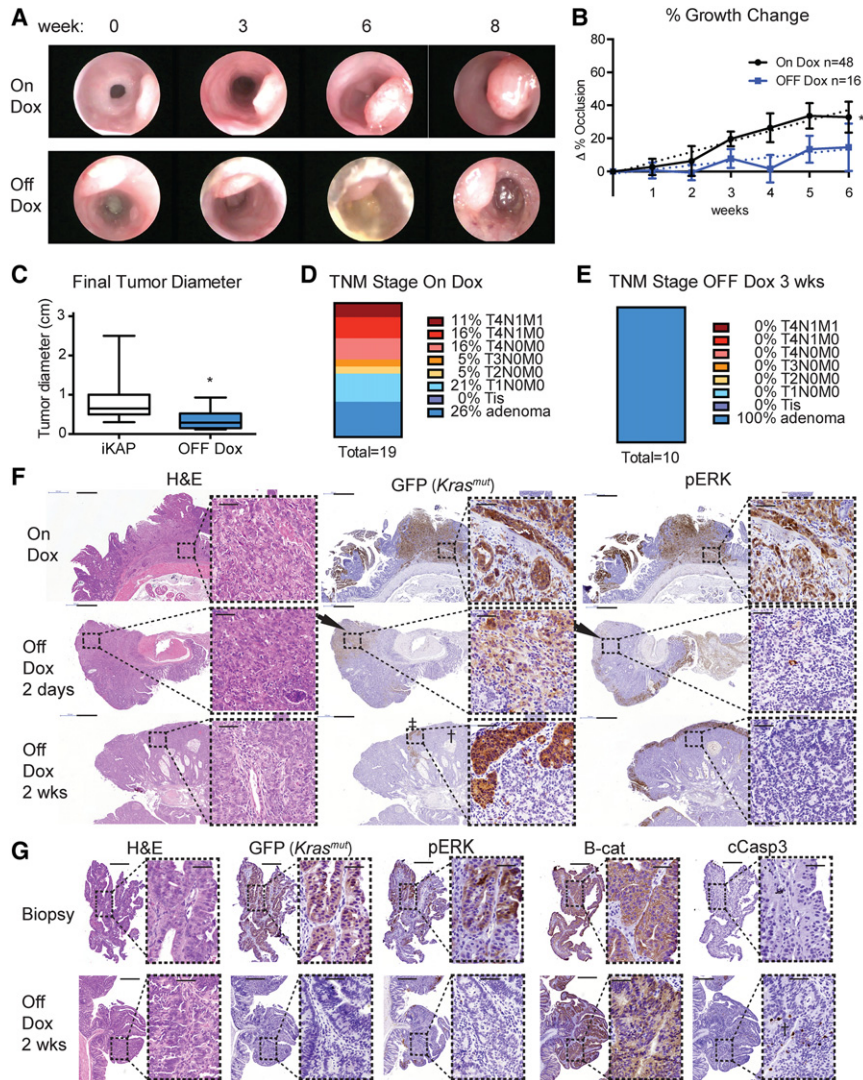 A
week: 0 3 6 8
On
Dox
Off
Dox
B
% Growth Change
On Dox n=48
OFF Dox n=16
Δ % Occlusion
80
60
40
20
0
*
1 2 3 4 5 6
weeks
C
Final Tumor Diameter
Tumor diameter (cm)
3
2
1
0
*
iKAP OFF Dox
D
TNM Stage On Dox
11% T4N1M1
16% T4N1M0
16% T4N0M0
5% T3N0M0
5% T2N0M0
21% T1N0M0
0% Tis
26% adenoma
Total=19
E
TNM Stage OFF Dox 3 wks
0% T4N1M1
0% T4N1M0
0% T4N0M0
0% T3N0M0
0% T2N0M0
0% T1N0M0
0% Tis
100% adenoma
Total=10
F
H&E GFP (Kras^mut) pERK
On
Dox
Off
Dox
2 days
Off
Dox
2 wks
‡
†
G
H&E GFP (Kras^mut) pERK B-cat cCasp3
Biopsy
Off
Dox
2 wks